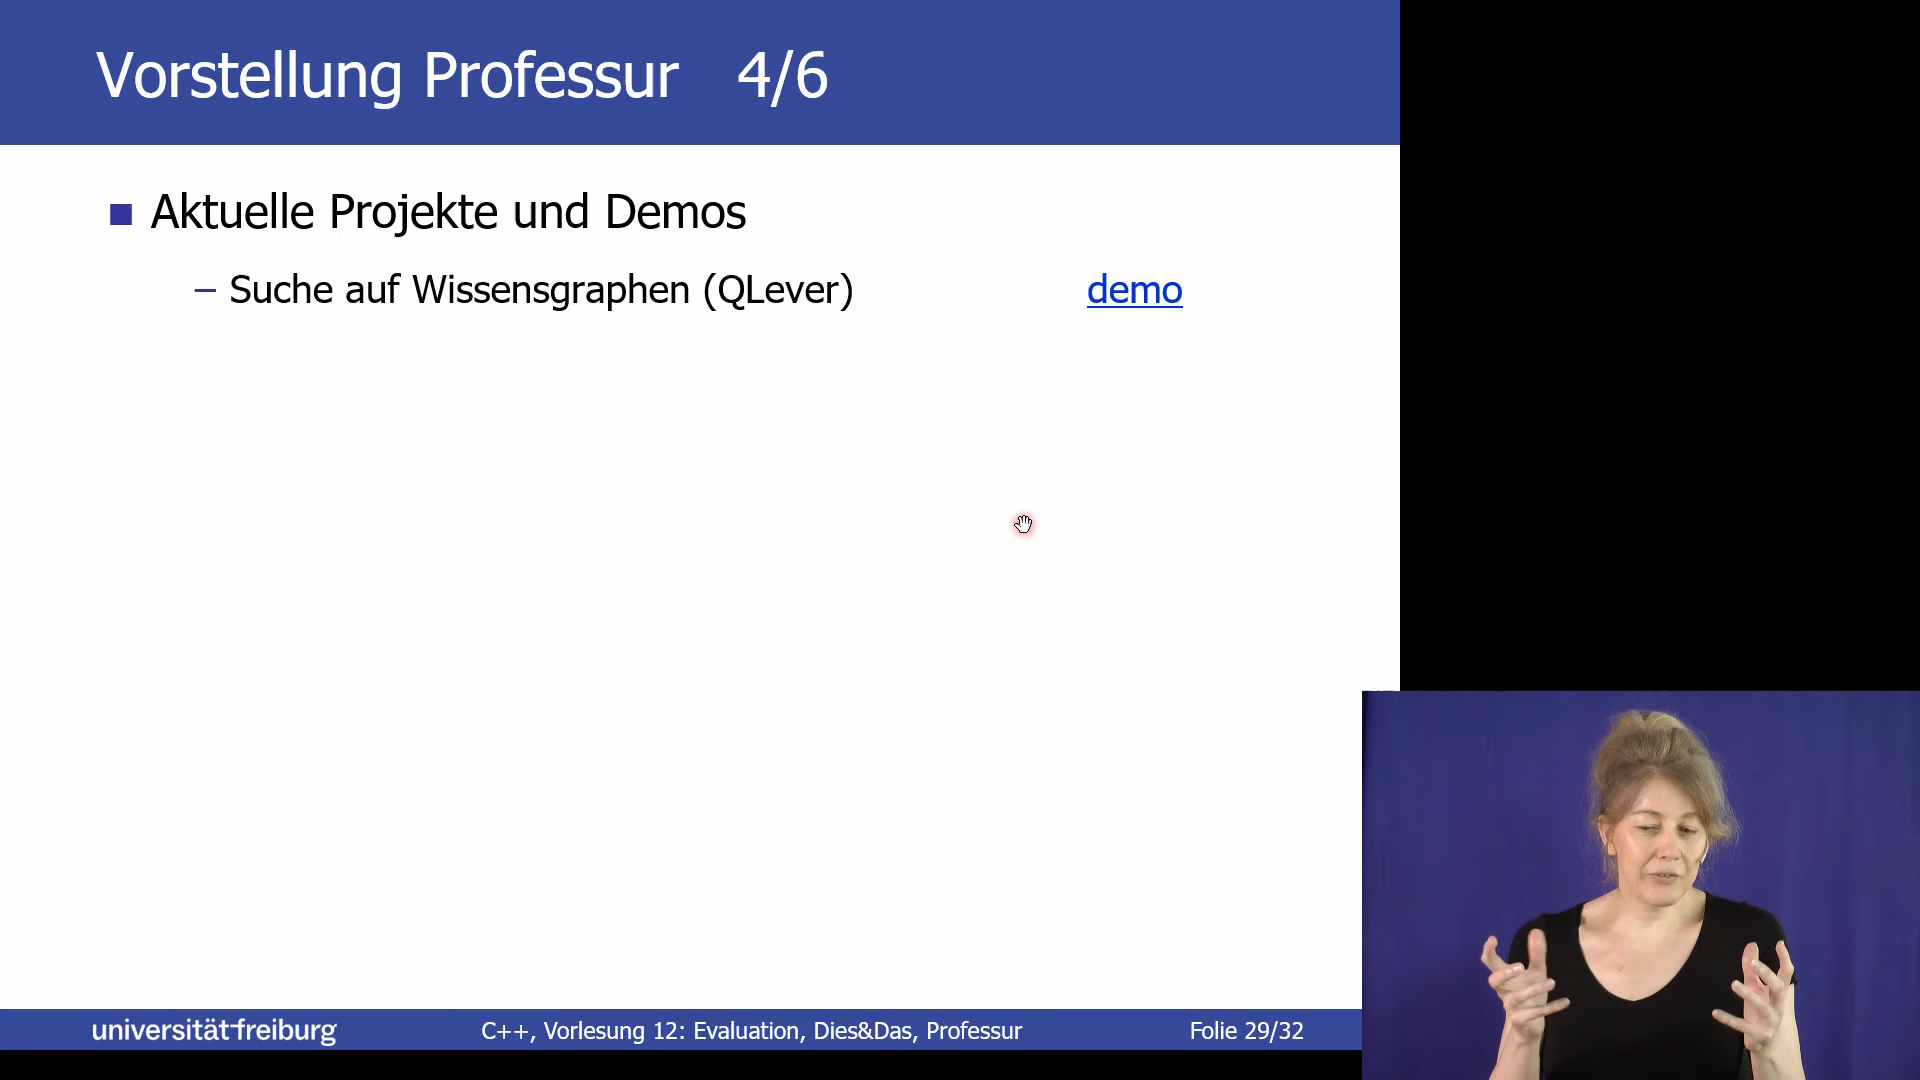 Vorstellung Professur 4/6
Aktuelle Projekte und Demos
– Suche auf Wissensgraphen (QLever) demo
universität freiburg
C++, Vorlesung 12: Evaluation, Dies&Das, Professur
Folie 29/32